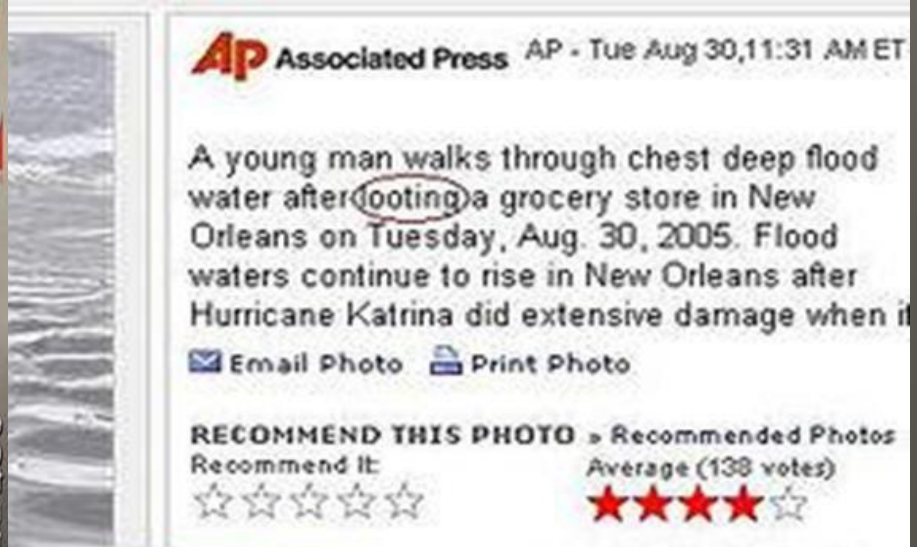 AP Associated Press AP - Tue Aug 30,11:31 AM ET
A young man walks through chest deep flood
water after looting a grocery store in New
Orleans on Tuesday, Aug. 30, 2005. Flood
waters continue to rise in New Orleans after
Hurricane Katrina did extensive damage when it
Email Photo Print Photo
RECOMMEND THIS PHOTO » Recommended Photos
Recommend It: Average (138 votes)